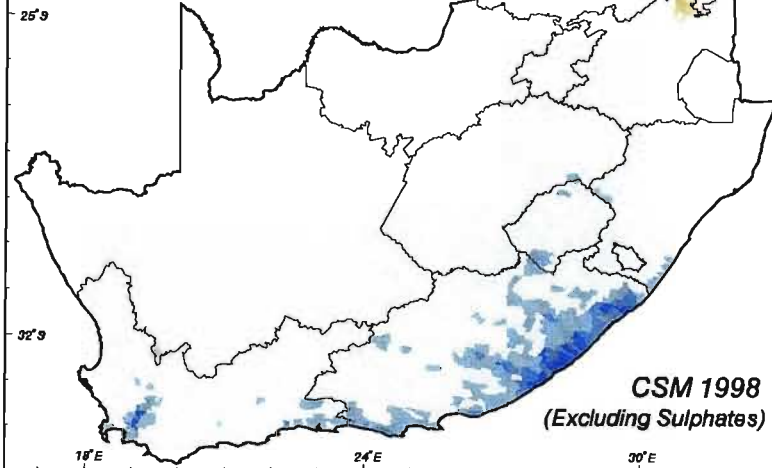 25°S
32°S
CSM 1998
(Excluding Sulphates)
18°E
24°E
30°E